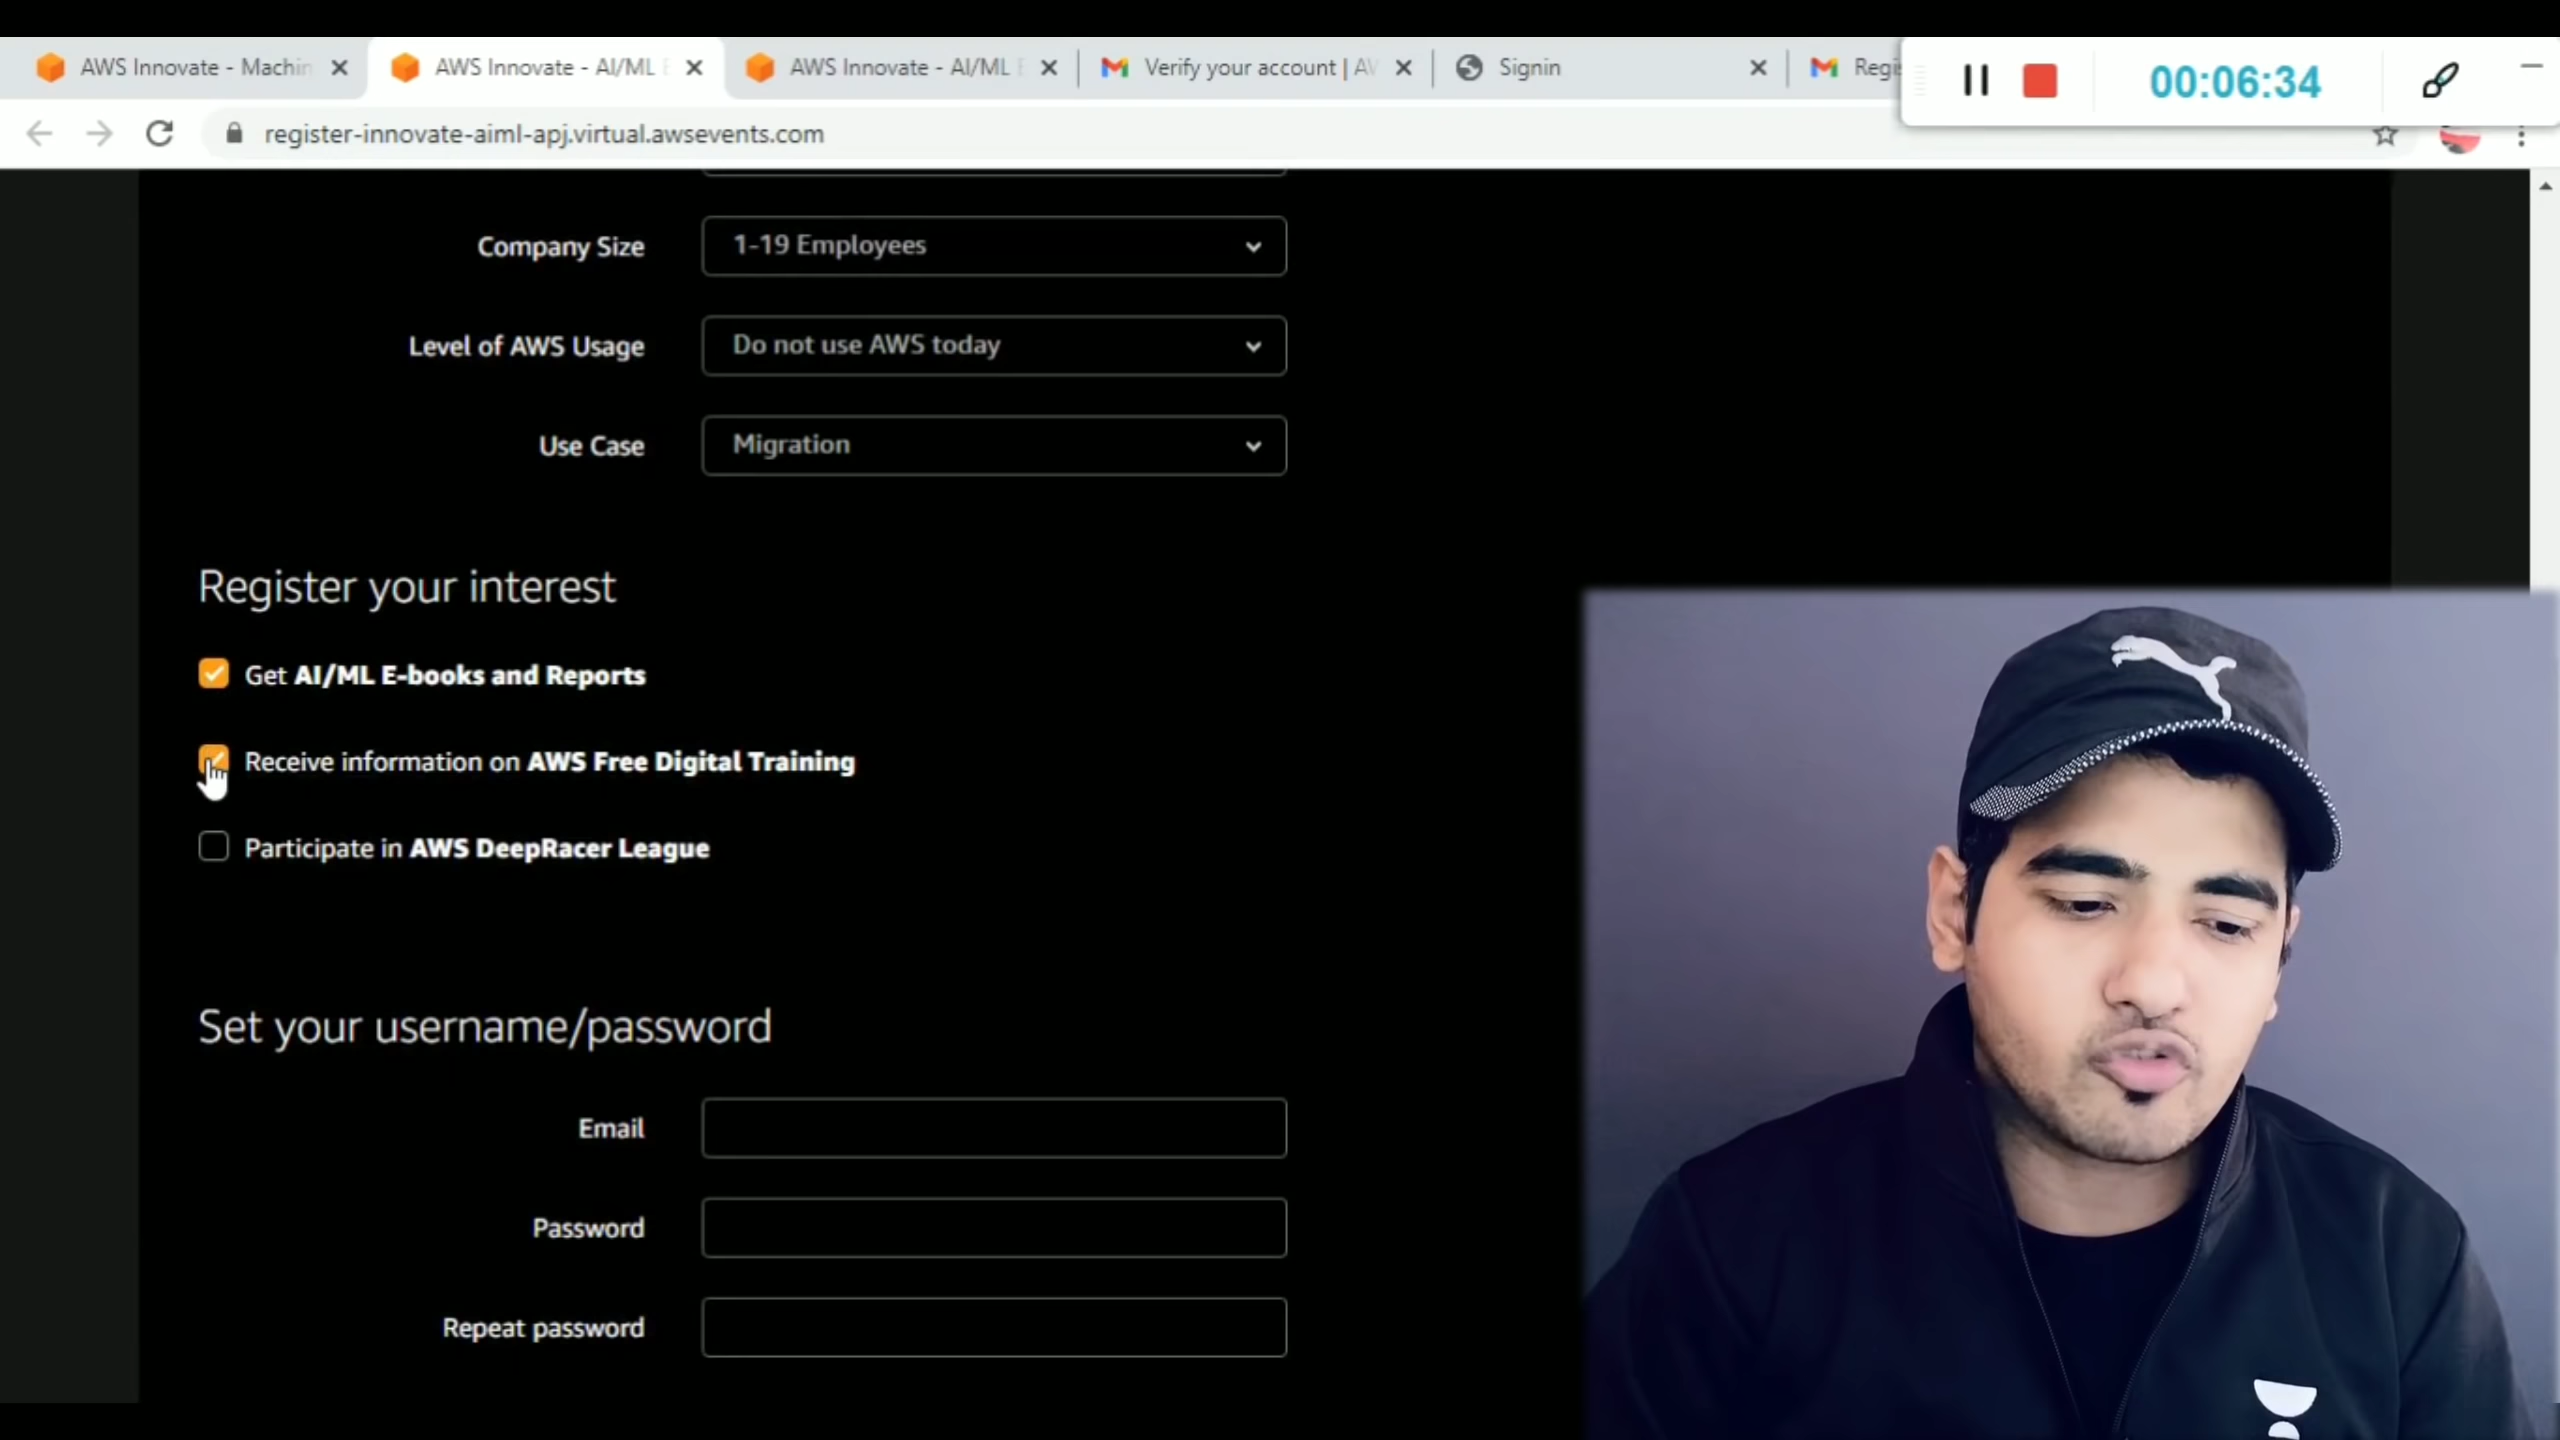 AWS Innovate - Machin
AWS Innovate - AI/ML E
AWS Innovate - AI/ML E
Verify your account | AV
Signin
Regis
00:06:34
register-innovate-aiml-apj.virtual.awsevents.com
Company Size
1-19 Employees
Level of AWS Usage
Do not use AWS today
Use Case
Migration
Register your interest
Get AI/ML E-books and Reports
Receive information on AWS Free Digital Training
Participate in AWS DeepRacer League
Set your username/password
Email
Password
Repeat password